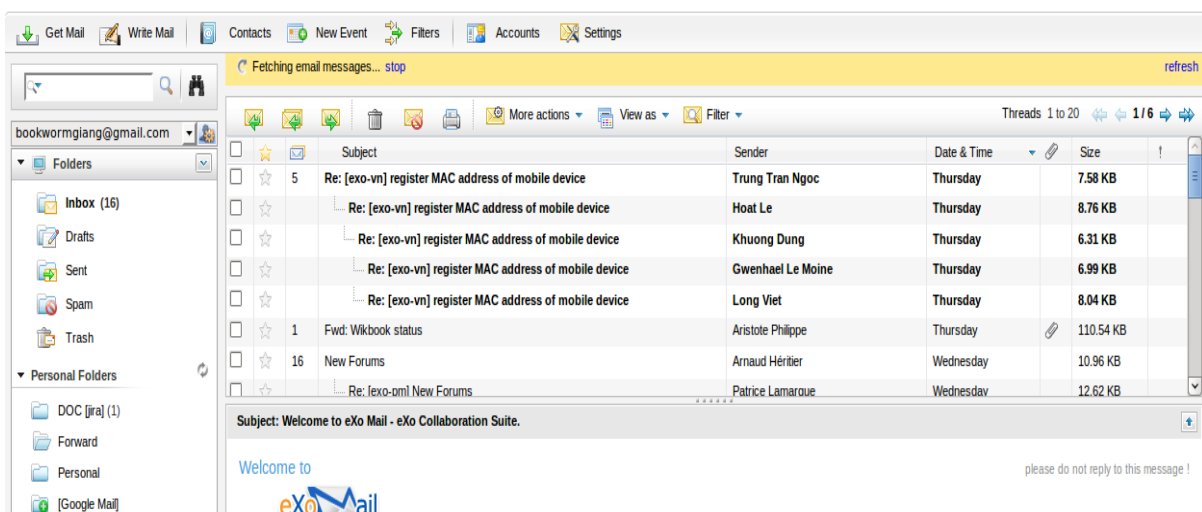 Get Mail Write Mail Contacts New Event Filters Accounts Settings
Fetching email messages... stop refresh
More actions View as Filter Threads 1 to 20 1 / 6
bookwormgiang@gmail.com
Folders
Inbox (16)
Drafts
Sent
Spam
Trash
Personal Folders
DOC [jira] (1)
Forward
Personal
[Google Mail]
Subject Sender Date & Time Size !
5 Re: [exo-vn] register MAC address of mobile device Trung Tran Ngoc Thursday 7.58 KB
Re: [exo-vn] register MAC address of mobile device Hoat Le Thursday 8.76 KB
Re: [exo-vn] register MAC address of mobile device Khuong Dung Thursday 6.31 KB
Re: [exo-vn] register MAC address of mobile device Gwenhael Le Moine Thursday 6.99 KB
Re: [exo-vn] register MAC address of mobile device Long Viet Thursday 8.04 KB
1 Fwd: Wikbook status Aristote Philippe Thursday 110.54 KB
16 New Forums Arnaud Héritier Wednesday 10.96 KB
Re: [exo-pm] New Forums Patrice Lamarque Wednesday 12.62 KB
Subject: Welcome to eXo Mail - eXo Collaboration Suite.
Welcome to please do not reply to this message !
eXo Mail